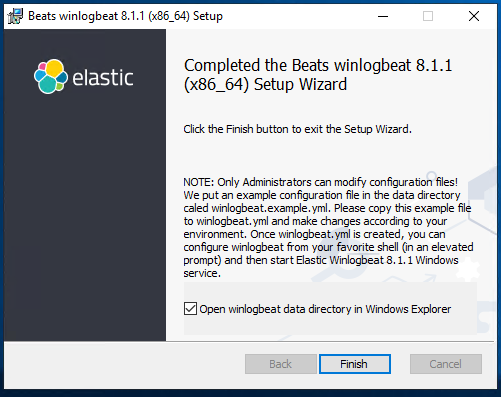 Beats winlogbeat 8.1.1 (x86_64) Setup
elastic
Completed the Beats winlogbeat 8.1.1
(x86_64) Setup Wizard
Click the Finish button to exit the Setup Wizard.
NOTE: Only Administrators can modify configuration files!
We put an example configuration file in the data directory
caled winlogbeat.example.yml. Please copy this example file
to winlogbeat.yml and make changes according to your
environment. Once winlogbeat.yml is created, you can
configure winlogbeat from your favorite shell (in an elevated
prompt) and then start Elastic Winlogbeat 8.1.1 Windows
service.
Open winlogbeat data directory in Windows Explorer
Back Finish Cancel